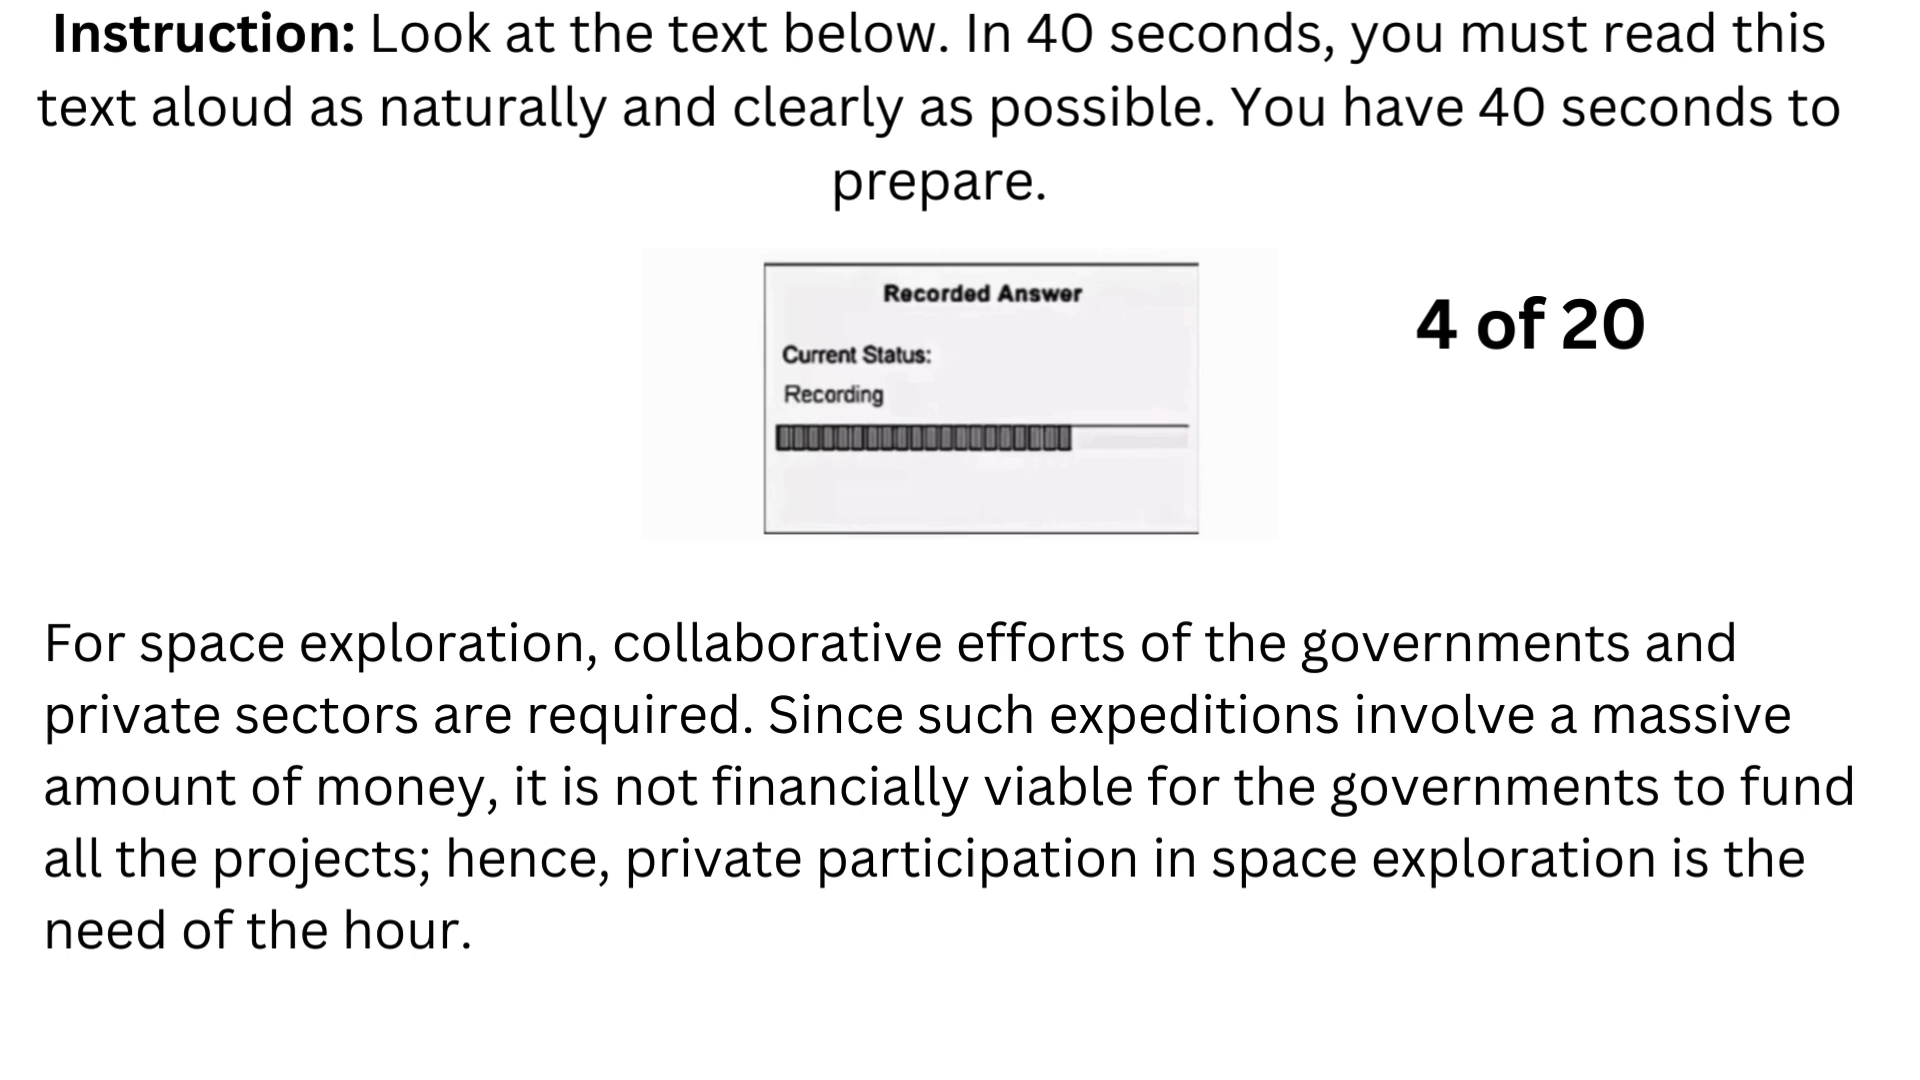 Instruction: Look at the text below. In 40 seconds, you must read this
text aloud as naturally and clearly as possible. You have 40 seconds to
prepare.
Recorded Answer
Current Status:
Recording
4 of 20
For space exploration, collaborative efforts of the governments and
private sectors are required. Since such expeditions involve a massive
amount of money, it is not financially viable for the governments to fund
all the projects; hence, private participation in space exploration is the
need of the hour.